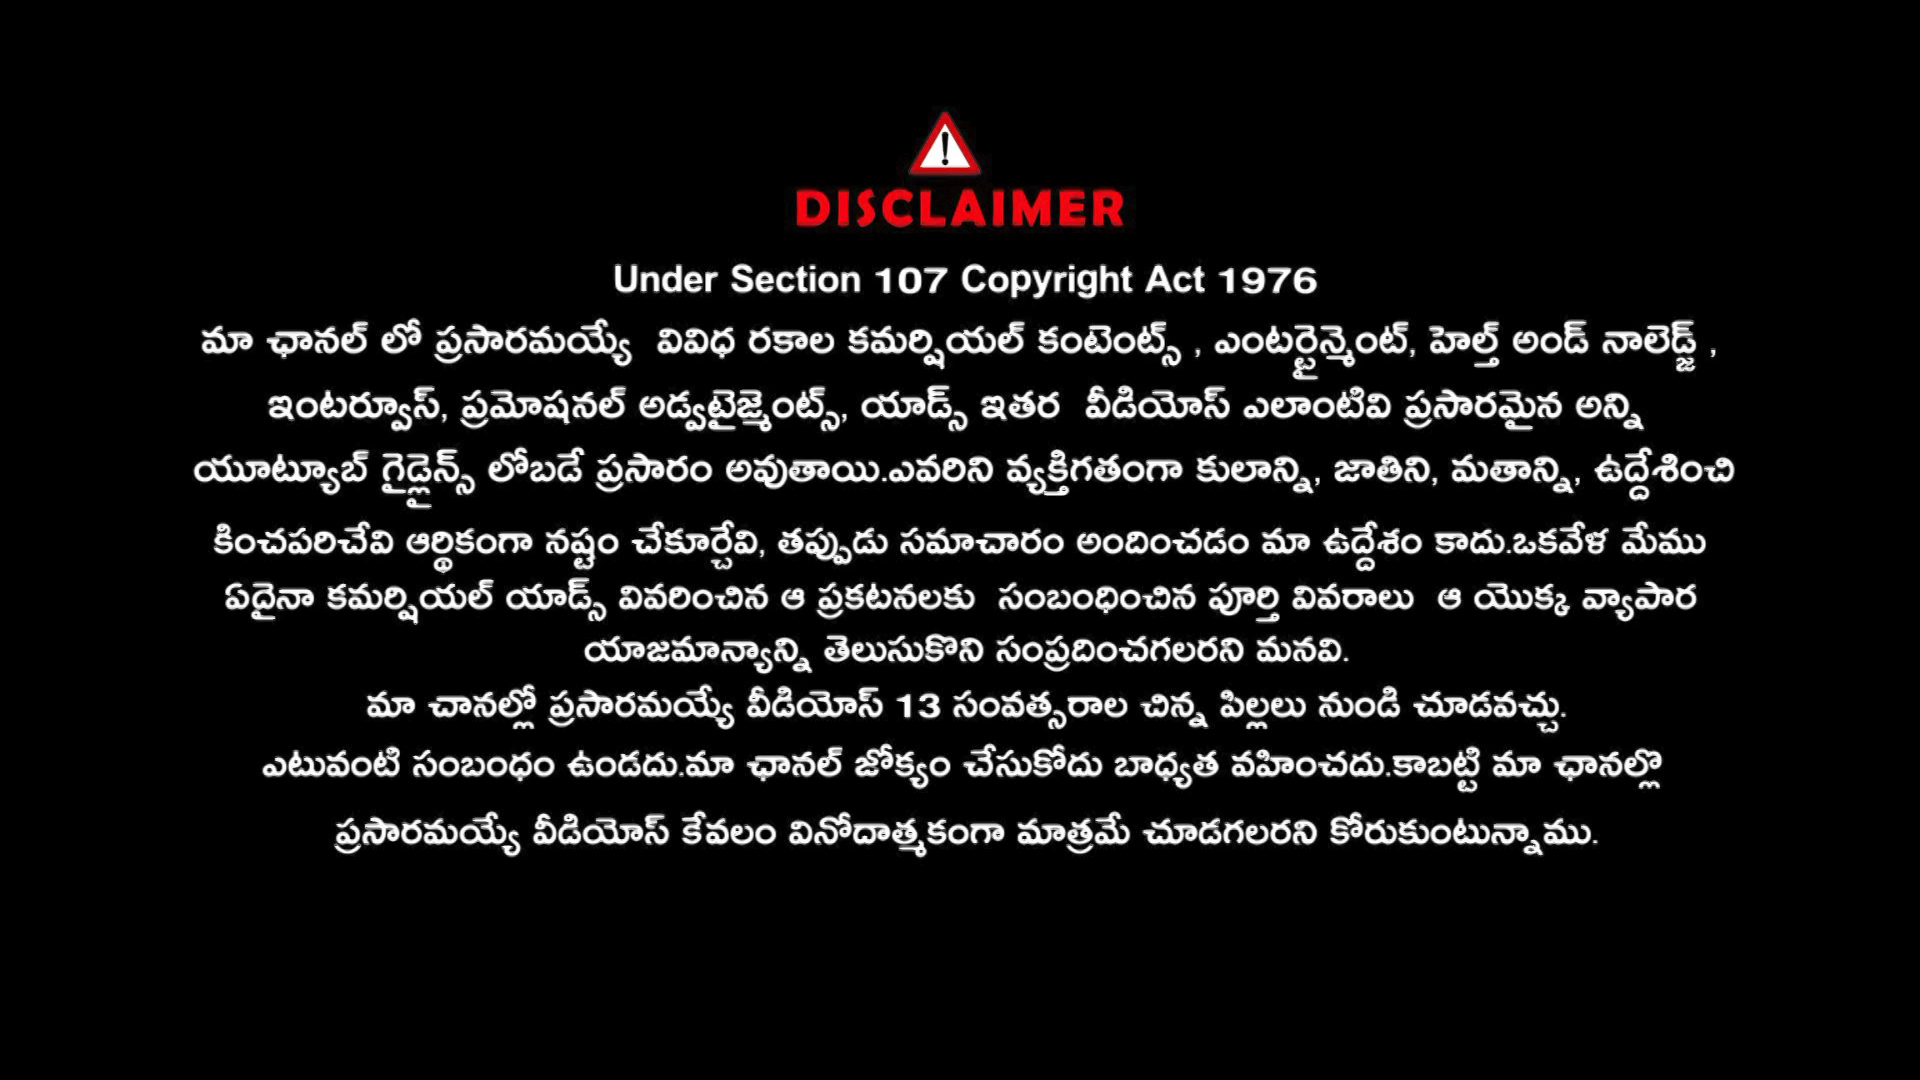 DISCLAIMER
Under Section 107 Copyright Act 1976
మా ఛానల్ లో ప్రసారమయ్యే వివిధ రకాల కమర్షియల్ కంటెంట్స్ , ఎంటర్టైన్మెంట్, హెల్త్ అండ్ నాలెడ్జ్ ,
ఇంటర్వ్యూస్, ప్రమోషనల్ అడ్వటైజ్మెంట్స్, యాడ్స్ ఇతర వీడియోస్ ఎలాంటివి ప్రసారమైన అన్ని
యూట్యూబ్ గైడ్లైన్స్ లోబడే ప్రసారం అవుతాయి.ఎవరిని వ్యక్తిగతంగా కులాన్ని, జాతిని, మతాన్ని, ఉద్దేశించి
కించపరిచేవి ఆర్థికంగా నష్టం చేకూర్చేవి, తప్పుడు సమాచారం అందించడం మా ఉద్దేశం కాదు.ఒకవేళ మేము
ఏదైనా కమర్షియల్ యాడ్స్ వివరించిన ఆ ప్రకటనలకు సంబంధించిన పూర్తి వివరాలు ఆ యొక్క వ్యాపార
యాజమాన్యాన్ని తెలుసుకొని సంప్రదించగలరని మనవి.
మా చానల్లో ప్రసారమయ్యే వీడియోస్ 13 సంవత్సరాల చిన్న పిల్లలు నుండి చూడవచ్చు.
ఎటువంటి సంబంధం ఉండదు.మా ఛానల్ జోక్యం చేసుకోదు బాధ్యత వహించదు.కాబట్టి మా ఛానల్లొ
ప్రసారమయ్యే వీడియోస్ కేవలం వినోదాత్మకంగా మాత్రమే చూడగలరని కోరుకుంటున్నాము.